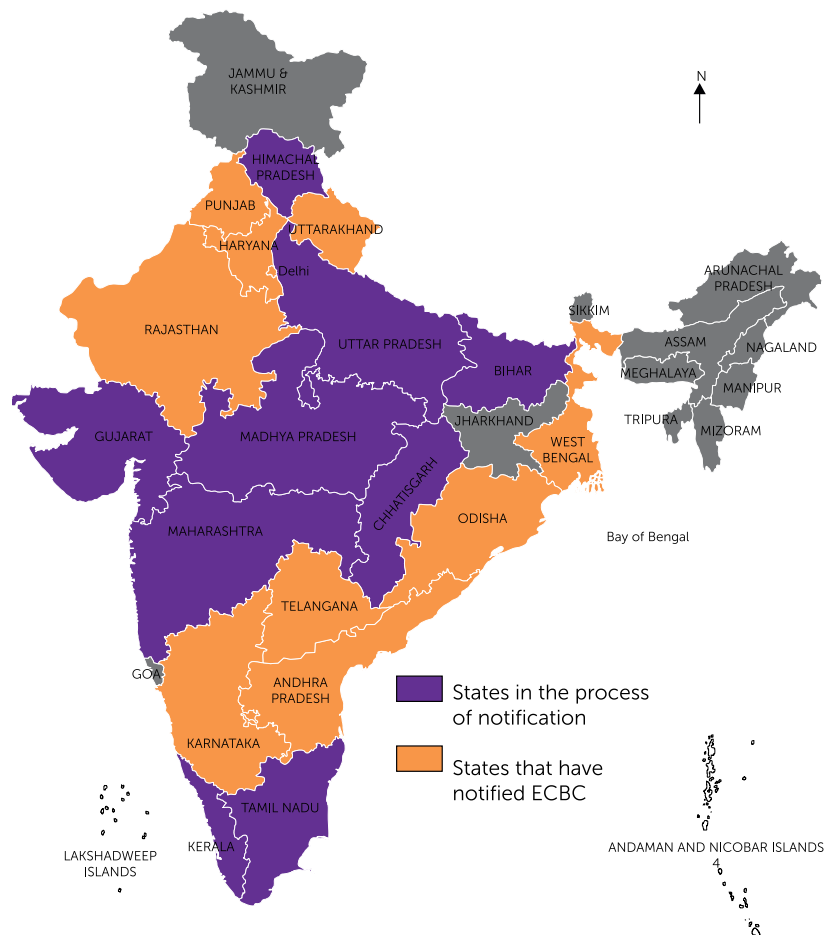 JAMMU &
KASHMIR
N
HIMACHAL
PRADESH
PUNJAB
UTTARAKHAND
HARYANA
Delhi
ARUNACHAL
PRADESH
SIKKIM
RAJASTHAN
UTTAR PRADESH
ASSAM
NAGALAND
BIHAR
MEGHALAYA
MANIPUR
JHARKHAND
TRIPURA
MIZORAM
GUJARAT
MADHYA PRADESH
WEST
BENGAL
CHHATISGARH
ODISHA
MAHARASHTRA
Bay of Bengal
TELANGANA
GOA
ANDHRA
PRADESH
States in the process
of notification
KARNATAKA
States that have
notified ECBC
TAMIL NADU
KERALA
LAKSHADWEEP
ISLANDS
ANDAMAN AND NICOBAR ISLANDS
4